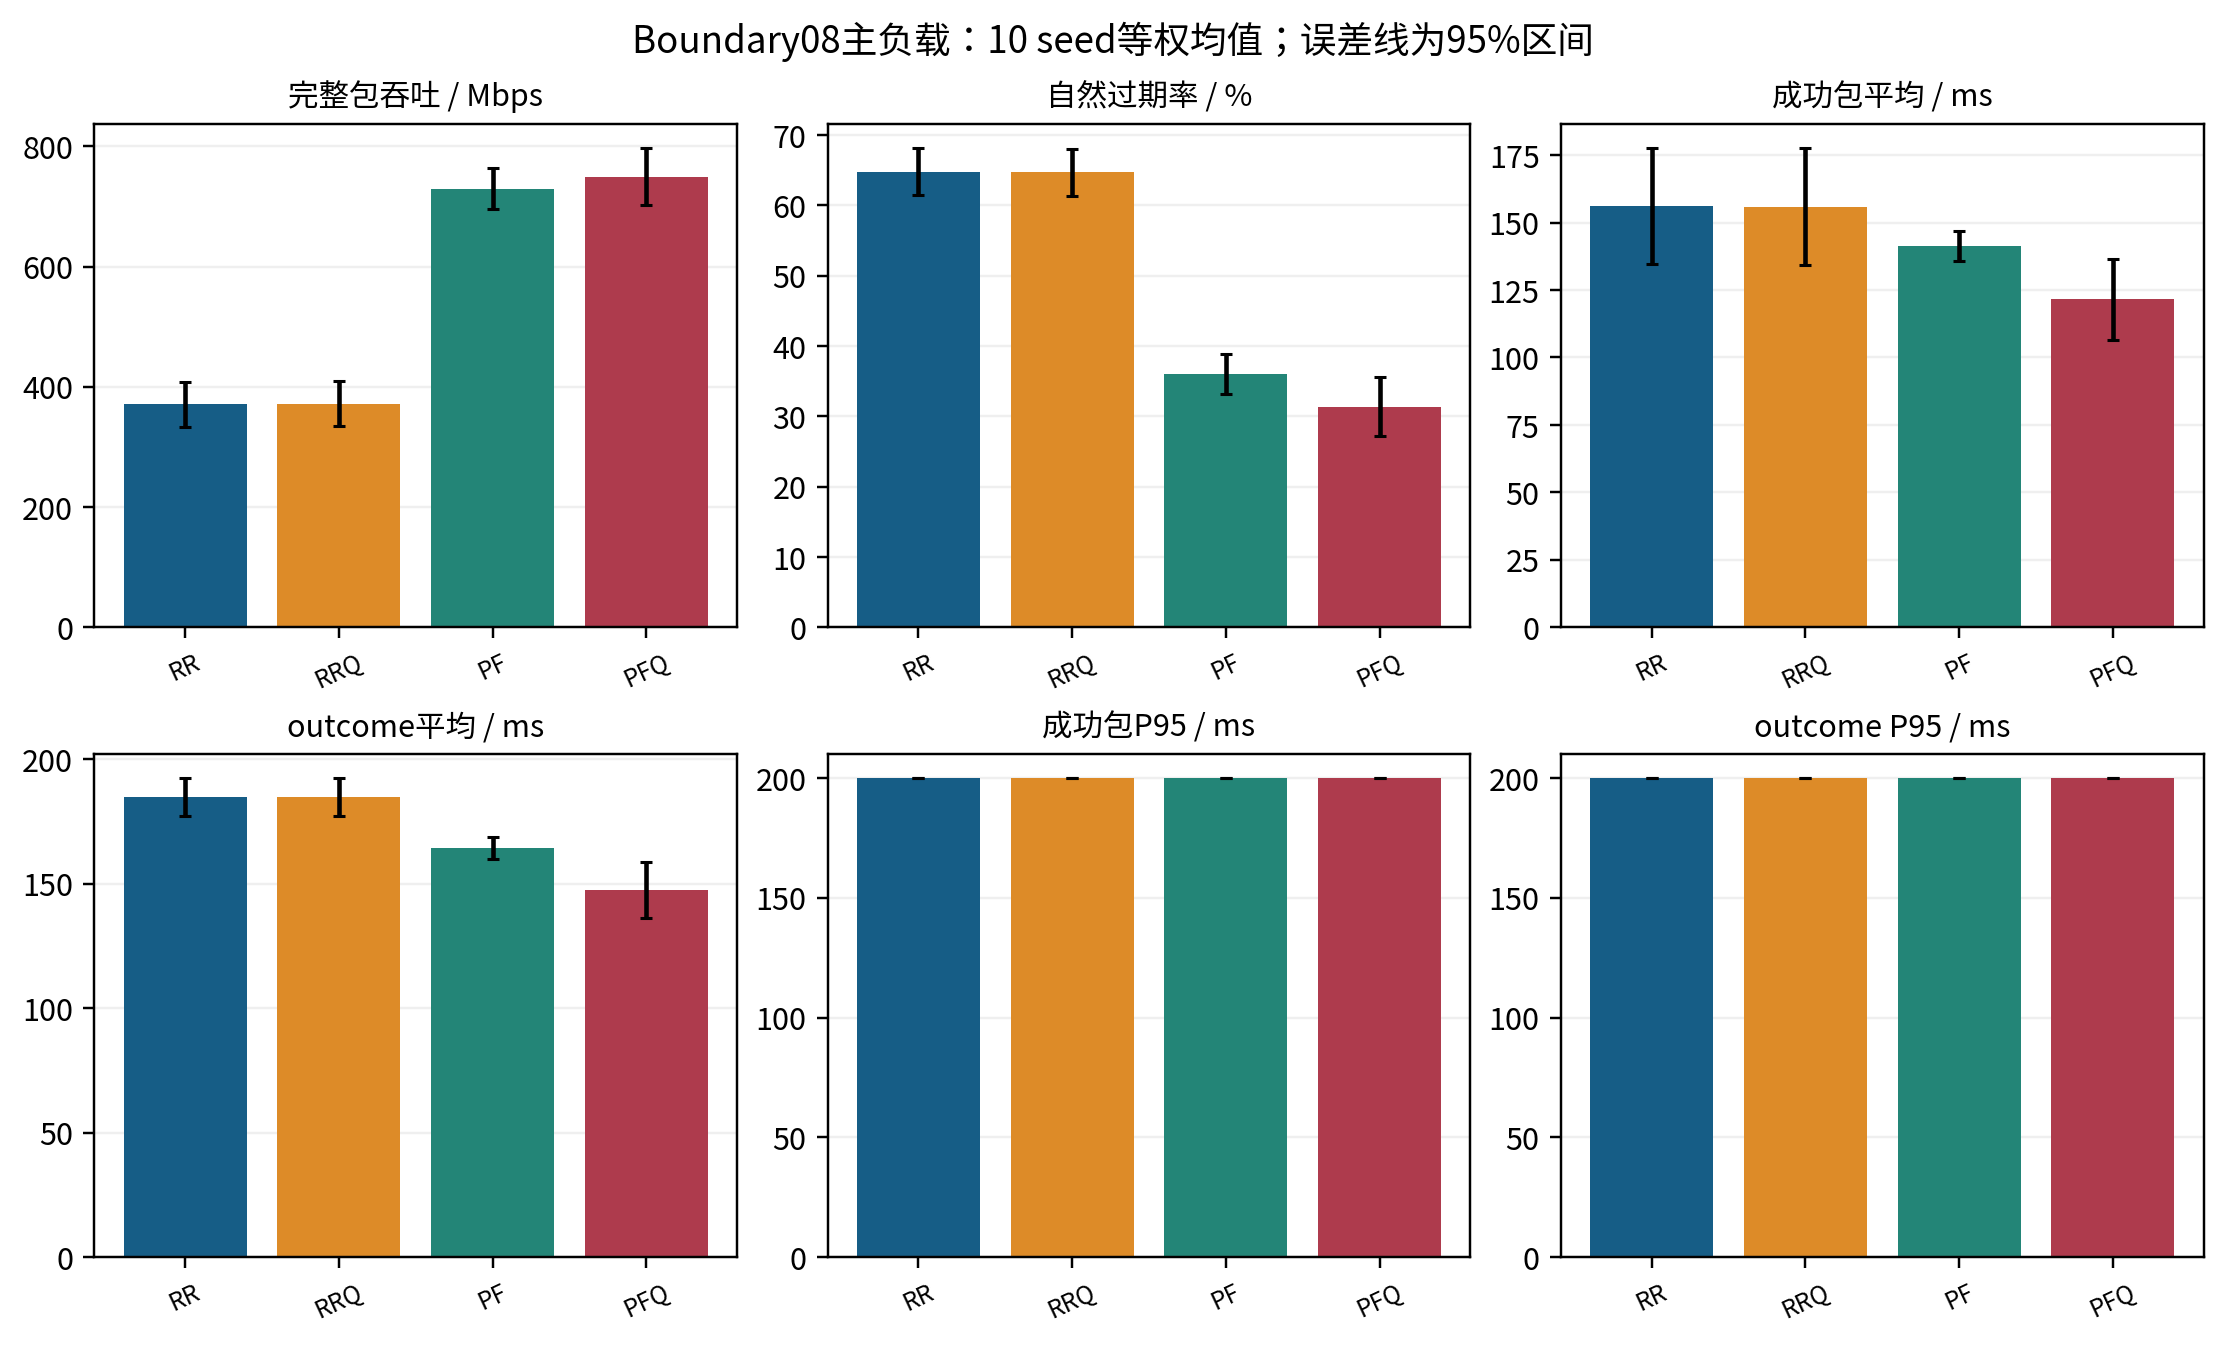 Boundary08主负载：10 seed等权均值；误差线为95%区间
完整包吞吐 / Mbps
800
600
400
200
0
RR
RRQ
PF
PFQ
自然过期率 / %
70
60
50
40
30
20
10
0
RR
RRQ
PF
PFQ
成功包平均 / ms
175
150
125
100
75
50
25
0
RR
RRQ
PF
PFQ
outcome平均 / ms
200
150
100
50
0
RR
RRQ
PF
PFQ
成功包P95 / ms
200
150
100
50
0
RR
RRQ
PF
PFQ
outcome P95 / ms
200
150
100
50
0
RR
RRQ
PF
PFQ